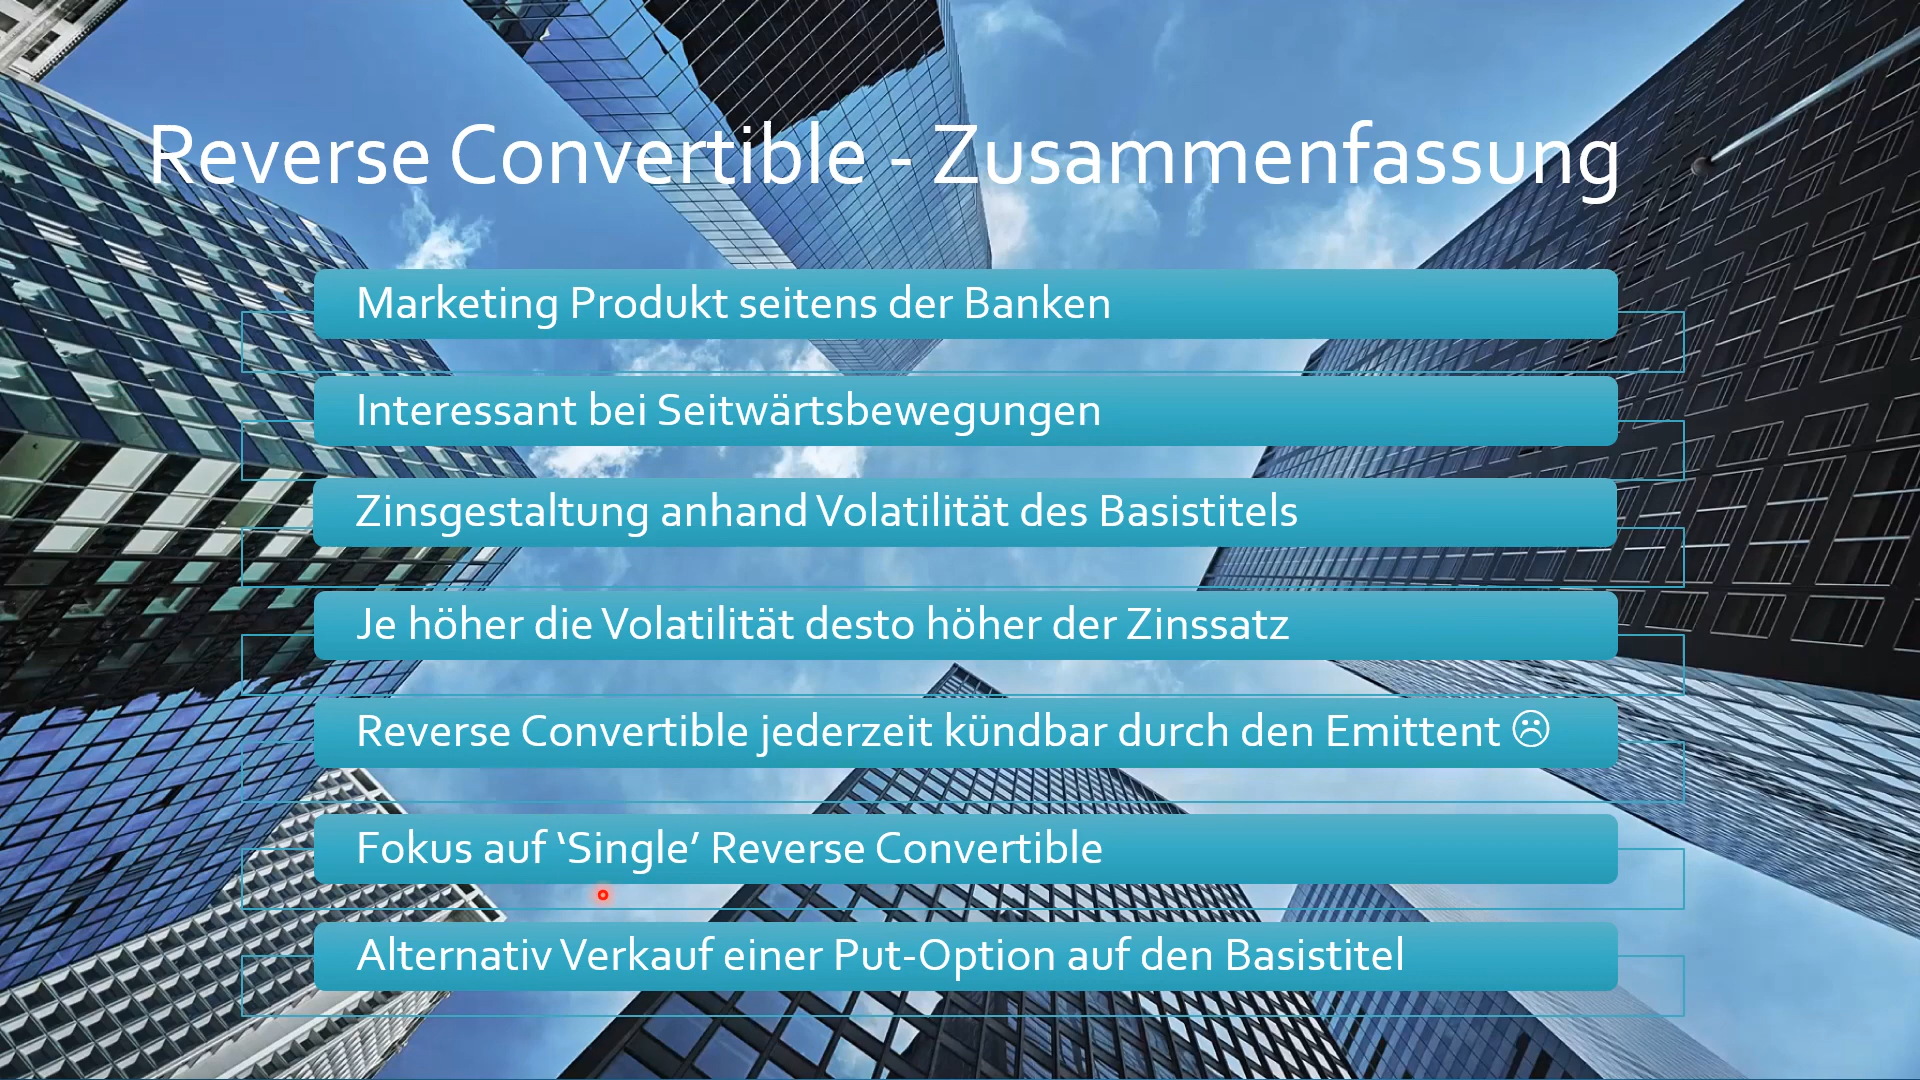 Reverse Convertible - Zusammenfassung
Marketing Produkt seitens der Banken
Interessant bei Seitwärtsbewegungen
Zinsgestaltung anhand Volatilität des Basistitels
Je höher die Volatilität desto höher der Zinssatz
Reverse Convertible jederzeit kündbar durch den Emittent ☹
Fokus auf ‘Single’ Reverse Convertible
Alternativ Verkauf einer Put-Option auf den Basistitel